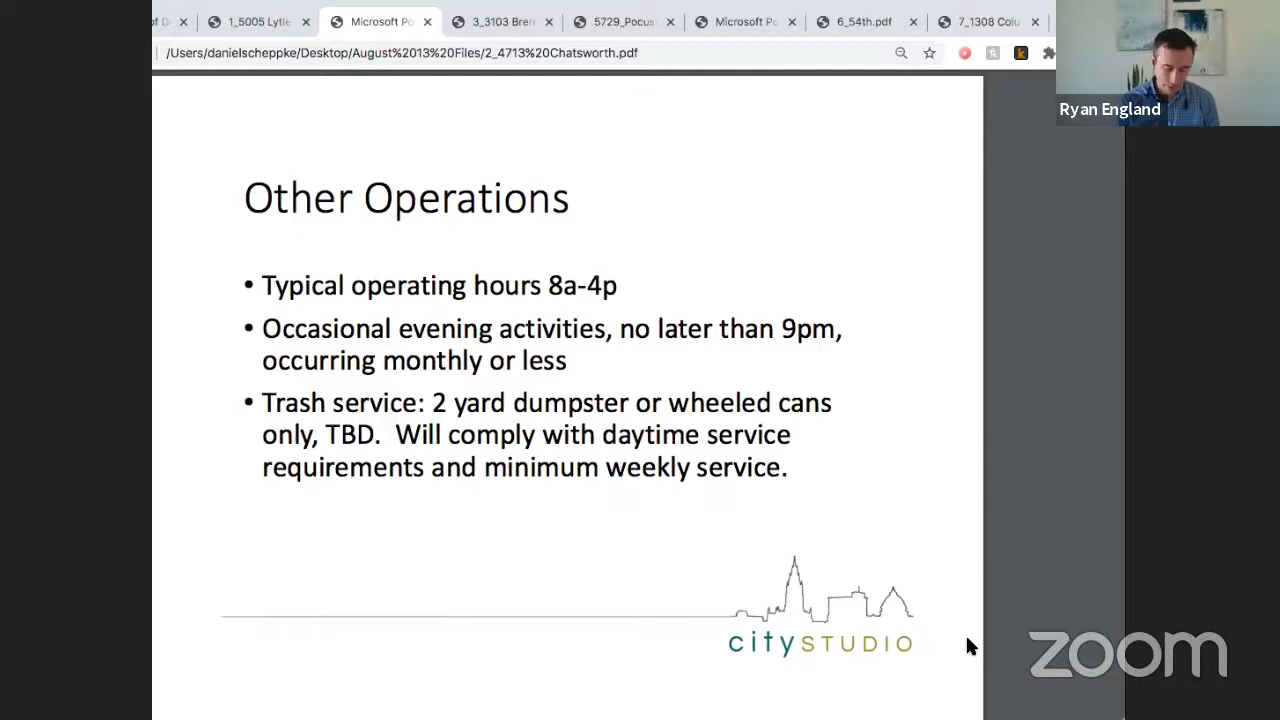 of D
1_5005 Lytle
Microsoft Po
3_3103 Bren
5729_Pocus
Microsoft Po
6_54th.pdf
7_1308 Colu
/Users/danielscheppke/Desktop/August%2013%20Files/2_4713%20Chatsworth.pdf
k
Ryan England
Other Operations
• Typical operating hours 8a-4p
• Occasional evening activities, no later than 9pm,
occurring monthly or less
• Trash service: 2 yard dumpster or wheeled cans
only, TBD. Will comply with daytime service
requirements and minimum weekly service.
city STUDIO
zoom